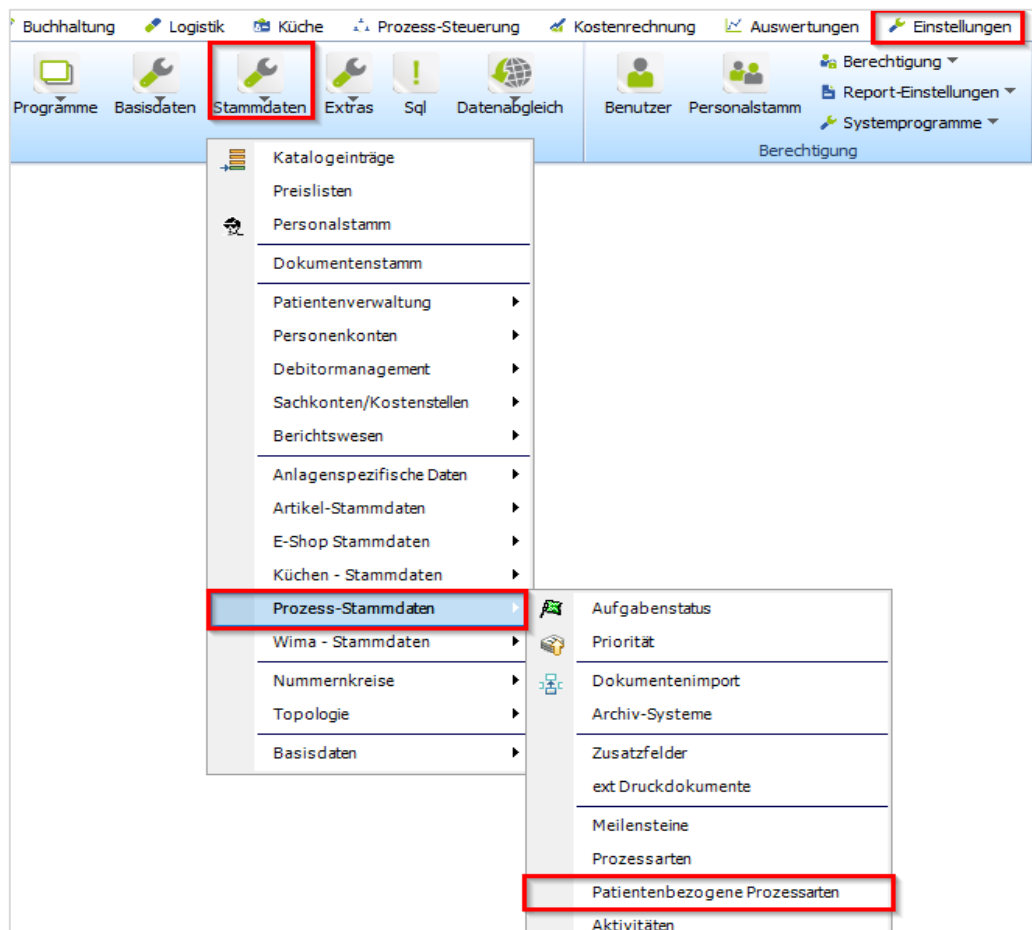 Buchhaltung Logistik Küche Prozess-Steuerung Kostenrechnung Auswertungen Einstellungen
Programme Basisdaten Stammdaten Extras Sql Datenabgleich Benutzer Personalstamm
Berechtigung
Report-Einstellungen
Systemprogramme
Berechtigung
Katalogeinträge
Preislisten
Personalstamm
Dokumentenstamm
Patientenverwaltung
Personenkonten
Debitormanagement
Sachkonten/Kostenstellen
Berichtswesen
Anlagenspezifische Daten
Artikel-Stammdaten
E-Shop Stammdaten
Küchen - Stammdaten
Prozess-Stammdaten
Wima - Stammdaten
Nummernkreise
Topologie
Basisdaten
Aufgabenstatus
Priorität
Dokumentenimport
Archiv-Systeme
Zusatzfelder
ext Druckdokumente
Meilensteine
Prozessarten
Patientenbezogene Prozessarten
Aktivitäten